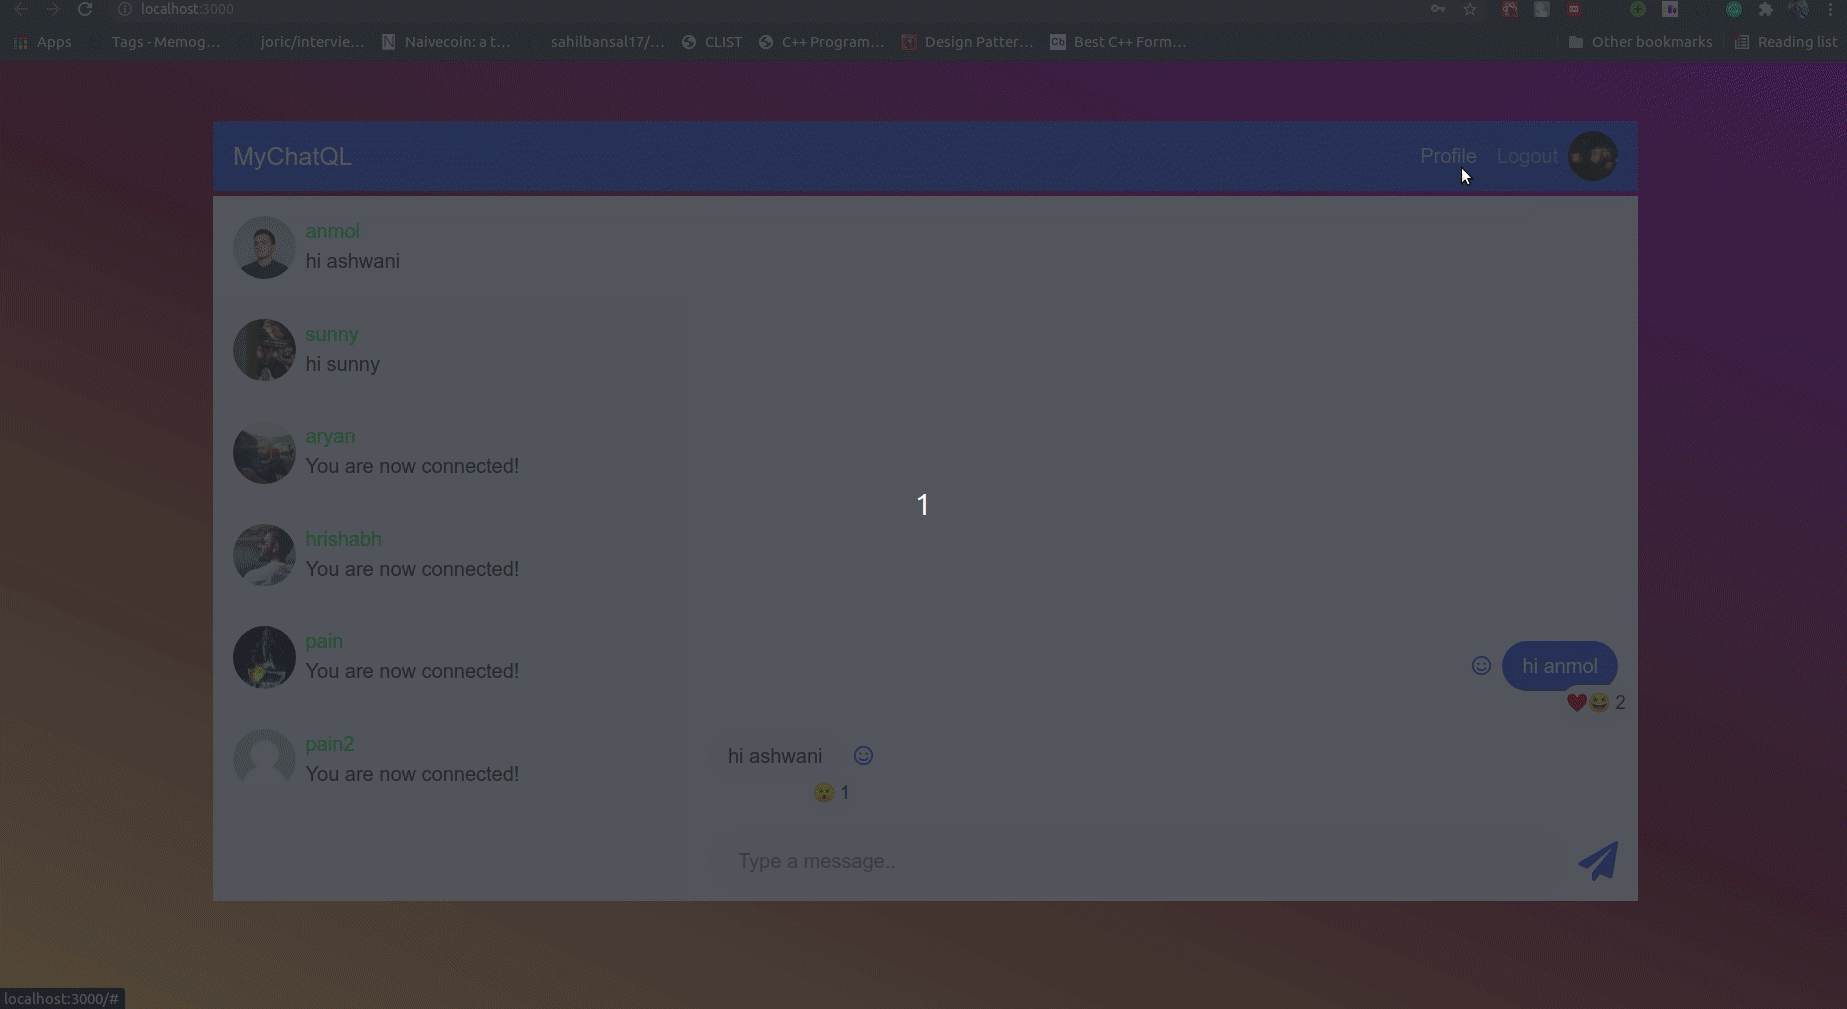 localhost:3000
Apps
Tags - Memog...
joric/intervie...
Naivecoin: a t...
sahilbansal17/...
CLIST
C++ Program...
Design Patter...
Cb Best C++ Form...
Other bookmarks
Reading list
MyChatQL
Profile
Logout
anmol
hi ashwani
sunny
hi sunny
aryan
You are now connected!
hrishabh
You are now connected!
pain
You are now connected!
pain2
You are now connected!
1
hi anmol
2
hi ashwani
1
Type a message..
localhost:3000/#